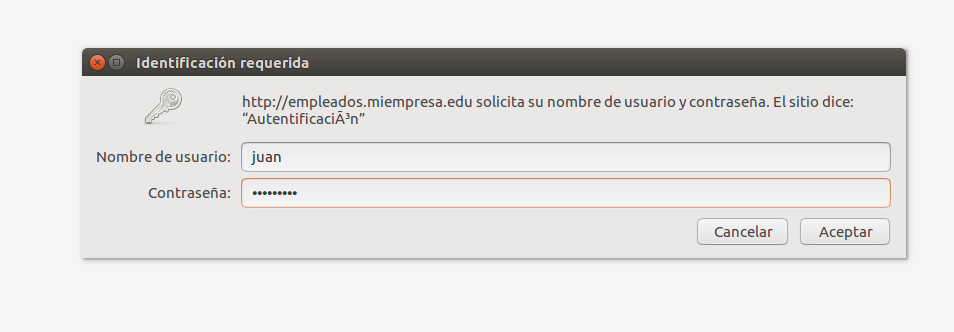 Identificación requerida
http://empleados.miempresa.edu solicita su nombre de usuario y contraseña. El sitio dice:
“AutentificaciÃ³n”
Nombre de usuario: juan
Contraseña: •••••••••
Cancelar Aceptar